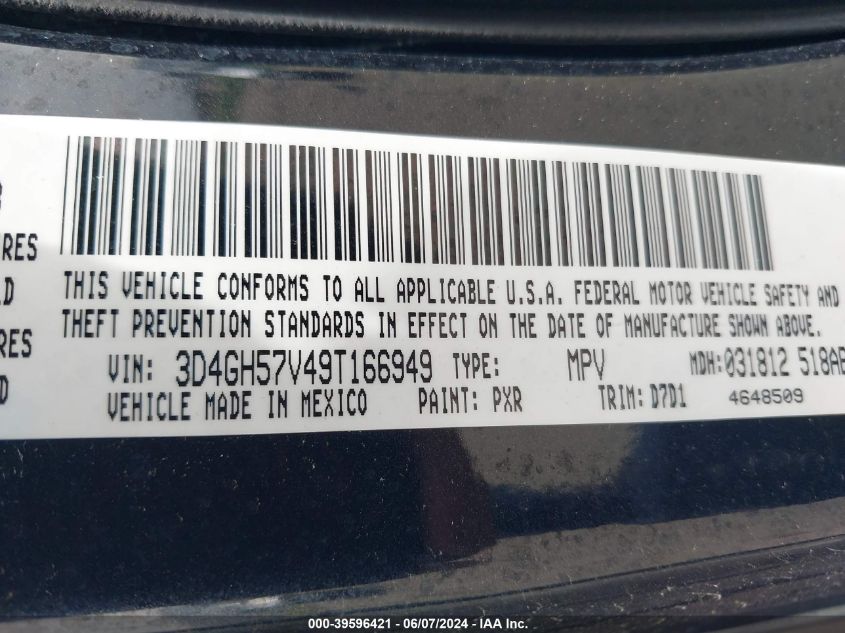 RES
THIS VEHICLE CONFORMS TO ALL APPLICABLE U.S.A. FEDERAL MOTOR VEHICLE SAFETY AND
THEFT PREVENTION STANDARDS IN EFFECT ON THE DATE OF MANUFACTURE SHOWN ABOVE.
RES
VIN: 3D4GH57V49T166949 TYPE: MPV MDH: 031812 518AB
VEHICLE MADE IN MEXICO PAINT: PXR TRIM: D7D1 4648509
000-39596421 - 06/07/2024 - IAA, Inc.